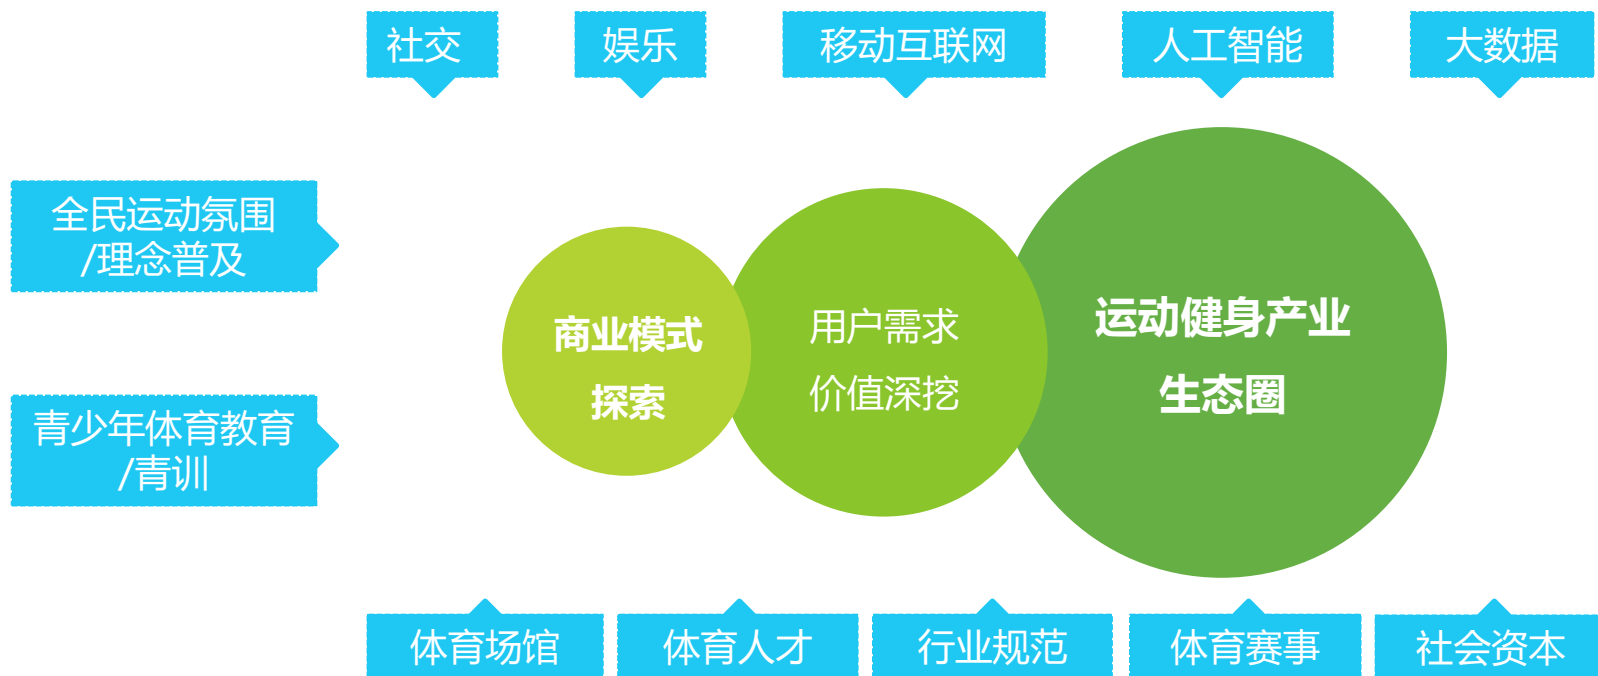 社交
娱乐
移动互联网
人工智能
大数据
全民运动氛围
/理念普及
青少年体育教育
/青训
商业模式
探索
用户需求
价值深挖
运动健身产业
生态圈
体育场馆
体育人才
行业规范
体育赛事
社会资本